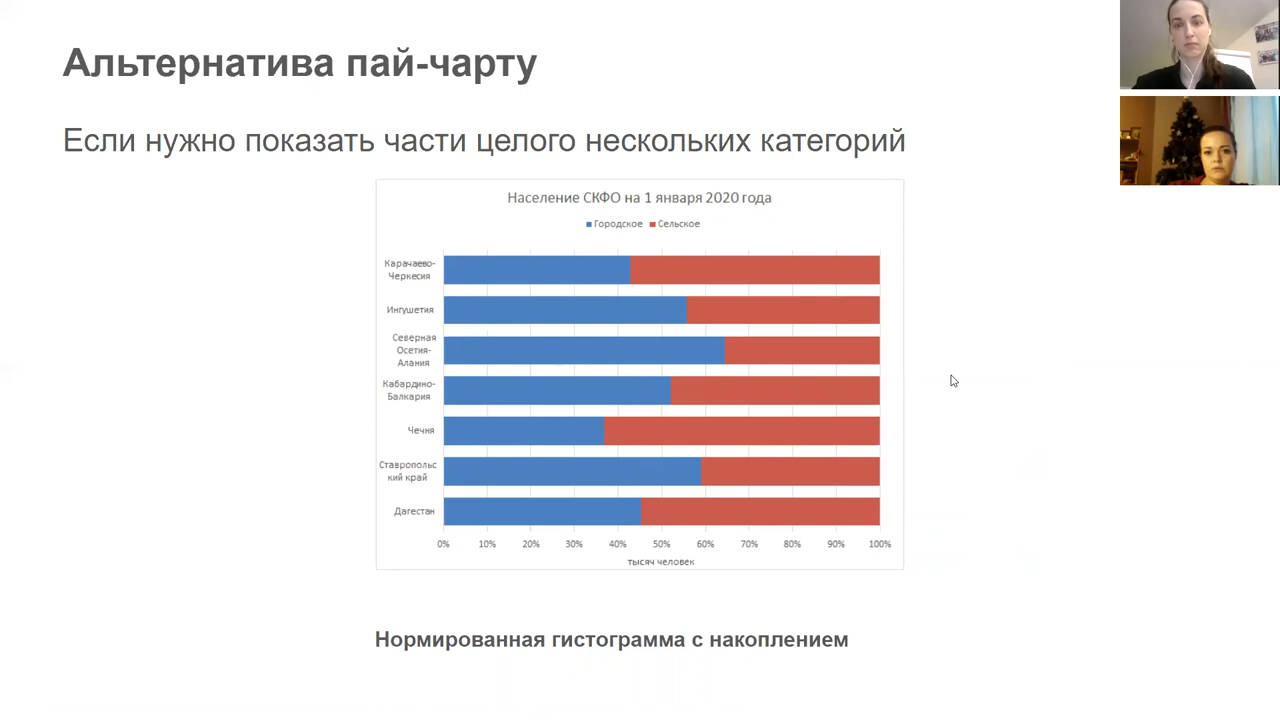 Альтернатива пай-чарту
Если нужно показать части целого нескольких категорий
Население СКФО на 1 января 2020 года
Городское Сельское
Карачаево-
Черкесия
Ингушетия
Северная
Осетия-
Алания
Кабардино-
Балкария
Чечня
Ставропольс
кий край
Дагестан
0% 10% 20% 30% 40% 50% 60% 70% 80% 90% 100%
тысяч человек
Нормированная гистограмма с накоплением